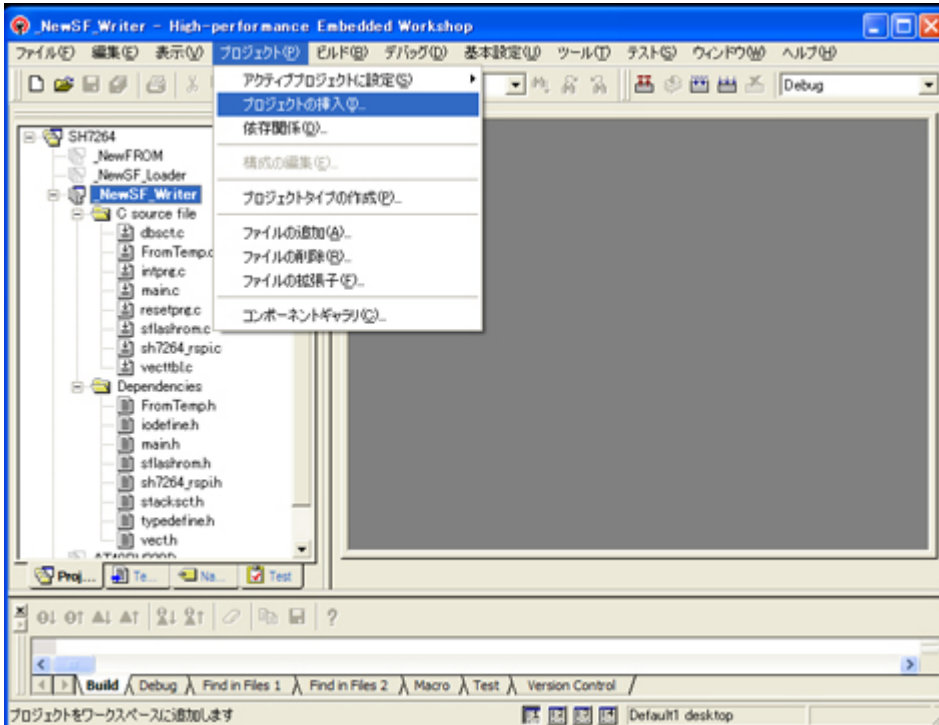 _NewSF_Writer - High-performance Embedded Workshop
ファイル(F) 編集(E) 表示(V) プロジェクト(P) ビルド(B) デバッグ(D) 基本設定(U) ツール(T) テスト(S) ウィンドウ(W) ヘルプ(H)
Debug
アクティブプロジェクトに設定(S)
プロジェクトの挿入(I)...
依存関係(D)...
構成の編集(E)...
プロジェクトタイプの作成(P)...
ファイルの追加(A)...
ファイルの削除(R)...
ファイルの拡張子(F)...
コンポーネントギャラリ(C)...
SH7264
_NewFROM
_NewSF_Loader
_NewSF_Writer
C source file
dbsct.c
FromTemp.c
intprg.c
main.c
resetprg.c
sflashrom.c
sh7264_rspi.c
vecttbl.c
Dependencies
FromTemp.h
iodefine.h
main.h
sflashrom.h
sh7264_rspi.h
stacksct.h
typedefine.h
vect.h
Proj... Te... Na... Test
Build Debug Find in Files 1 Find in Files 2 Macro Test Version Control
プロジェクトをワークスペースに追加します Default1 desktop